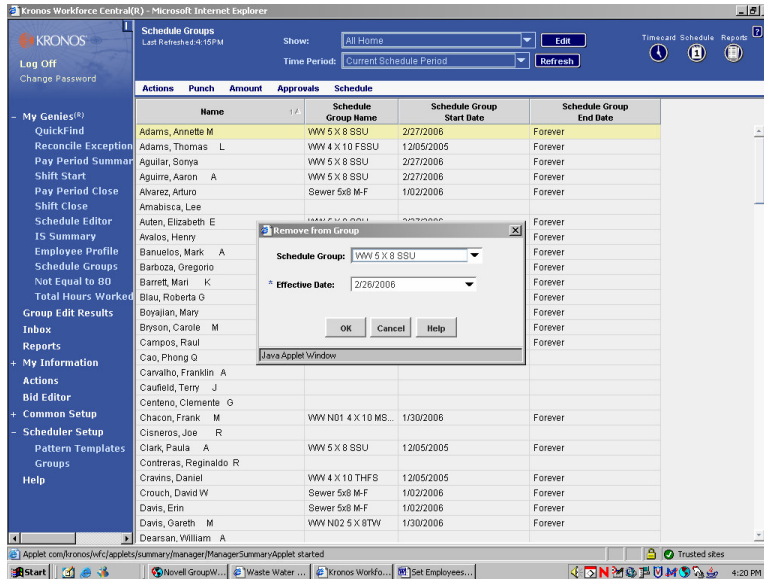 Kronos Workforce Central(R) - Microsoft Internet Explorer
KRONOS
Log Off
Change Password
Schedule Groups
Last Refreshed:4:15PM
Show: All Home Edit
Time Period: Current Schedule Period Refresh
Timecard Schedule Reports ?
Actions Punch Amount Approvals Schedule
− My Genies(R)
QuickFind
Reconcile Exception
Pay Period Summar
Shift Start
Pay Period Close
Shift Close
Schedule Editor
IS Summary
Employee Profile
Schedule Groups
Not Equal to 80
Total Hours Worked
Group Edit Results
Inbox
Reports
+ My Information
Actions
Bid Editor
+ Common Setup
− Scheduler Setup
Pattern Templates
Groups
Help
Name Schedule Group Name Schedule Group Start Date Schedule Group End Date
Adams, Annette M WW 5 X 8 SSU 2/27/2006 Forever
Adams, Thomas L WW 4 X 10 FSSU 12/05/2005 Forever
Aguilar, Sonya WW 5 X 8 SSU 2/27/2006 Forever
Aguirre, Aaron A WW 5 X 8 SSU 2/27/2006 Forever
Alvarez, Arturo Sewer 5x8 M-F 1/02/2006 Forever
Amabisca, Lee
Auten, Elizabeth E Forever
Avalos, Henry Forever
Banuelos, Mark A Forever
Barboza, Gregorio Forever
Barrett, Mari K Forever
Blau, Roberta G Forever
Boyajian, Mary Forever
Bryson, Carole M Forever
Campos, Raul Forever
Cao, Phong Q
Carvalho, Franklin A
Caufield, Terry J
Centeno, Clemente G
Chacon, Frank M WW N01 4 X 10 MS... 1/30/2006 Forever
Cisneros, Joe R
Clark, Paula A WW 5 X 8 SSU 12/05/2005 Forever
Contreras, Reginaldo R
Cravins, Daniel WW 4 X 10 THFS 12/05/2005 Forever
Crouch, David W Sewer 5x8 M-F 1/02/2006 Forever
Davis, Erin Sewer 5x8 M-F 1/02/2006 Forever
Davis, Gareth M WW N02 5 X 8TW 1/30/2006 Forever
Dearsan, William A
Remove from Group
Schedule Group: WW 5 X 8 SSU
* Effective Date: 2/26/2006
OK Cancel Help
Java Applet Window
Applet com/kronos/wfc/applets/summary/manager/ManagerSummaryApplet started
Trusted sites
Start
Novell GroupW...
Waste Water ...
Kronos Workfo...
Set Employees...
4:20 PM